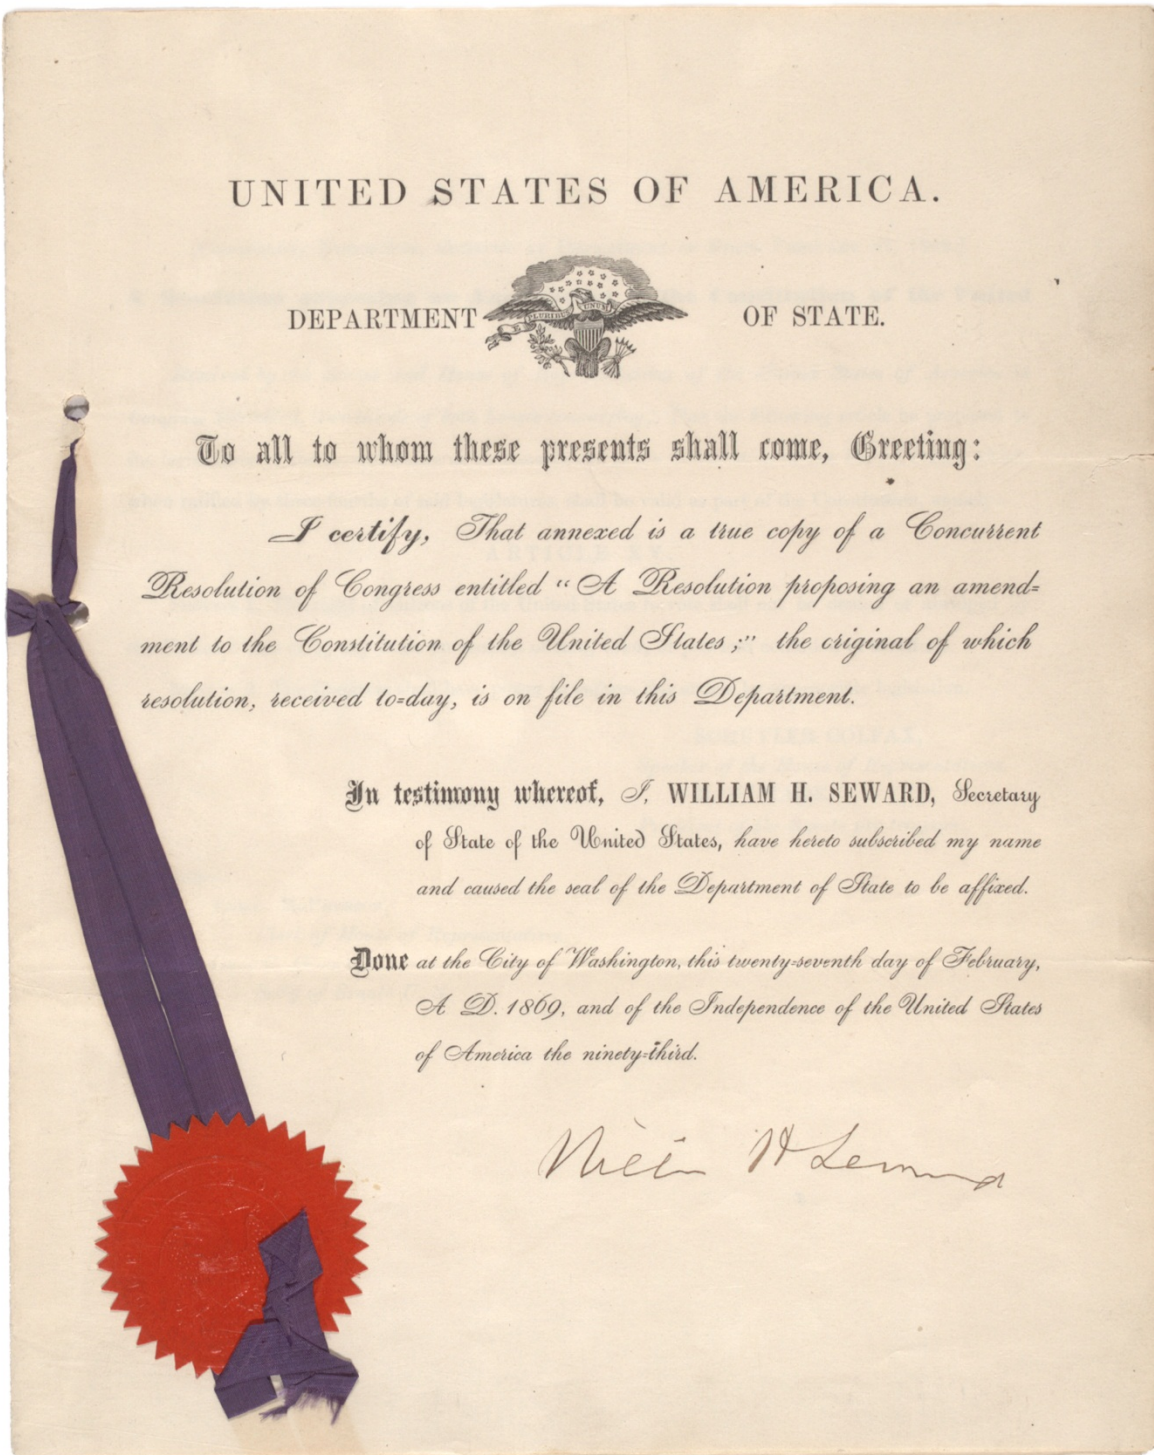 UNITED STATES OF AMERICA.
PLURIBUS UNUM
DEPARTMENT OF STATE.
To all to whom these presents shall come, Greeting:
I certify, That annexed is a true copy of a Concurrent
Resolution of Congress entitled “A Resolution proposing an amend=
ment to the Constitution of the United States;” the original of which
resolution, received to=day, is on file in this Department.
In testimony whereof, I, WILLIAM H. SEWARD, Secretary
of State of the United States, have hereto subscribed my name
and caused the seal of the Department of State to be affixed.
Done at the City of Washington, this twenty=seventh day of February,
A. D. 1869, and of the Independence of the United States
of America the ninety=third.
William H Seward